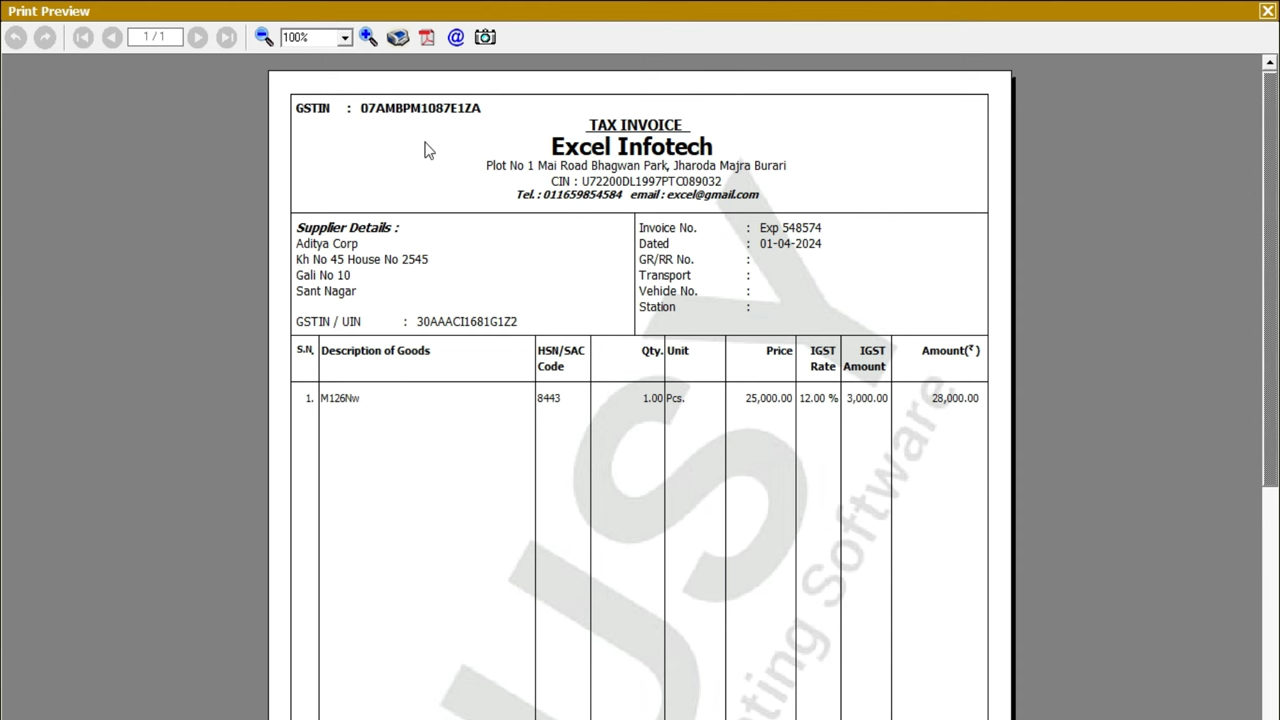 Print Preview
1 / 1
100%
GSTIN : 07AMBPM1087E1ZA
TAX INVOICE
Excel Infotech
Plot No 1 Mai Road Bhagwan Park, Jharoda Majra Burari
CIN : U72200DL1997PTC089032
Tel. : 011659854584 email : excel@gmail.com
Supplier Details :
Aditya Corp
Kh No 45 House No 2545
Gali No 10
Sant Nagar
GSTIN / UIN : 30AAACI1681G1Z2
Invoice No. : Exp 548574
Dated : 01-04-2024
GR/RR No. :
Transport :
Vehicle No. :
Station :
S.N. Description of Goods HSN/SAC Code Qty. Unit Price IGST Rate IGST Amount Amount(₹ )
1. M126Nw 8443 1.00 Pcs. 25,000.00 12.00 % 3,000.00 28,000.00
USY
ting Software